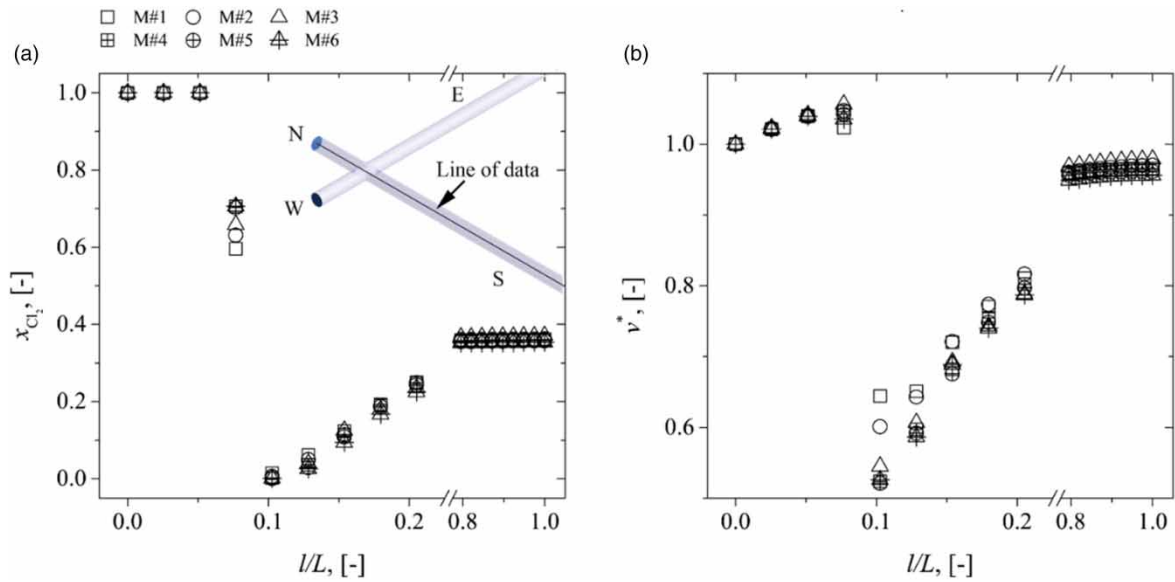 M#1 M#2 M#3
M#4 M#5 M#6
(a)
1.0
0.8
0.6
0.4
0.2
0.0
x_Cl₂, [-]
N
E
W
S
Line of data
0.0 0.1 0.2 0.8 1.0
l/L, [-]
(b)
1.0
0.8
0.6
v*, [-]
0.0 0.1 0.2 0.8 1.0
l/L, [-]